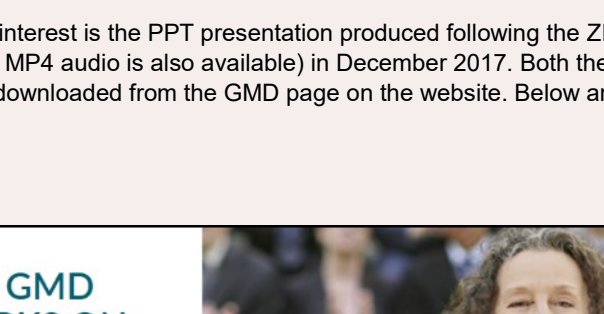 interest is the PPT presentation produced following the
MP4 audio is also available) in December 2017. Both the
downloaded from the GMD page on the website. Below
GMD